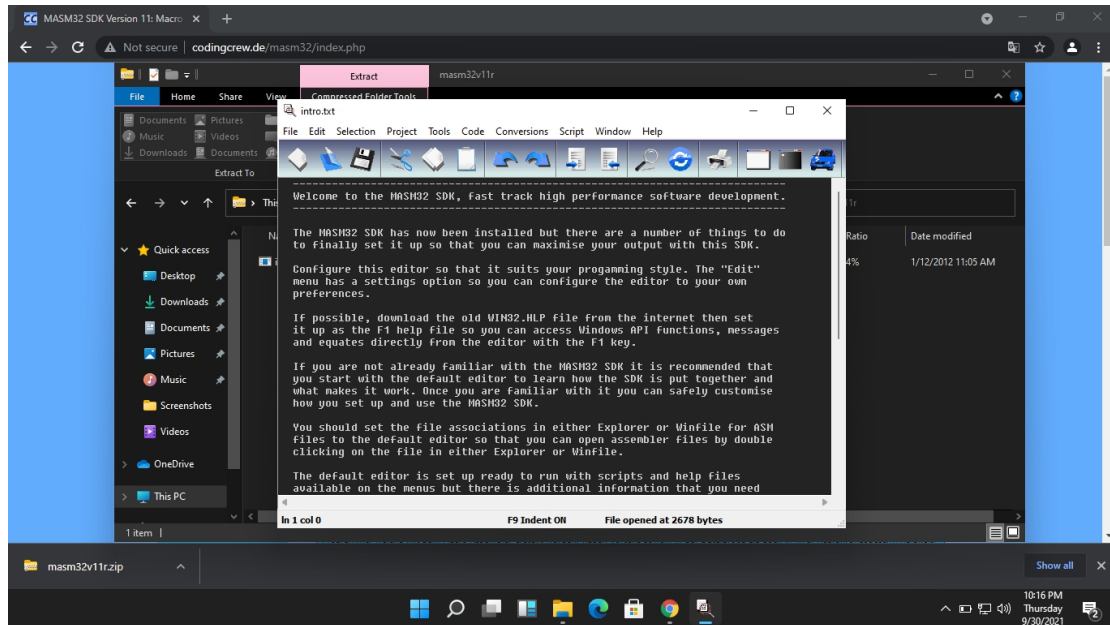 MASM32 SDK Version 11: Macro
Not secure | codingcrew.de/masm32/index.php
Extract
masm32v11r
File Home Share View Compressed Folder Tools
Documents Pictures
Music Videos
Downloads Documents
Extract To
intro.txt
File Edit Selection Project Tools Code Conversions Script Window Help
This
Quick access
Desktop
Downloads
Documents
Pictures
Music
Screenshots
Videos
OneDrive
This PC
1 item
Ratio Date modified
4% 1/12/2012 11:05 AM
Welcome to the MASM32 SDK, fast track high performance software development.
The MASM32 SDK has now been installed but there are a number of things to do
to finally set it up so that you can maximise your output with this SDK.
Configure this editor so that it suits your progamming style. The "Edit"
menu has a settings option so you can configure the editor to your own
preferences.
If possible, download the old WIN32.HLP file from the internet then set
it up as the F1 help file so you can access Windows API functions, messages
and equates directly from the editor with the F1 key.
If you are not already familiar with the MASM32 SDK it is recommended that
you start with the default editor to learn how the SDK is put together and
what makes it work. Once you are familiar with it you can safely customise
how you set up and use the MASM32 SDK.
You should set the file associations in either Explorer or Winfile for ASM
files to the default editor so that you can open assembler files by double
clicking on the file in either Explorer or Winfile.
The default editor is set up ready to run with scripts and help files
available on the menus but there is additional information that you need
ln 1 col 0 F9 Indent ON File opened at 2678 bytes
masm32v11r.zip
Show all
10:16 PM
Thursday
9/30/2021
2